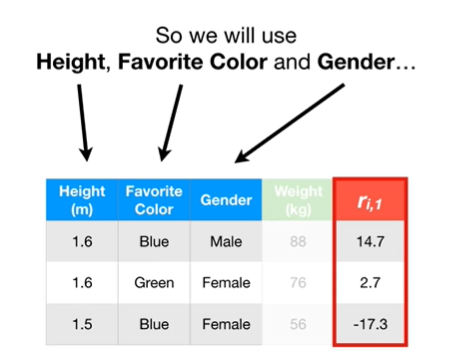 So we will use
Height, Favorite Color and Gender...
Height (m) Favorite Color Gender Weight (kg) ri,1
1.6 Blue Male 88 14.7
1.6 Green Female 76 2.7
1.5 Blue Female 56 -17.3